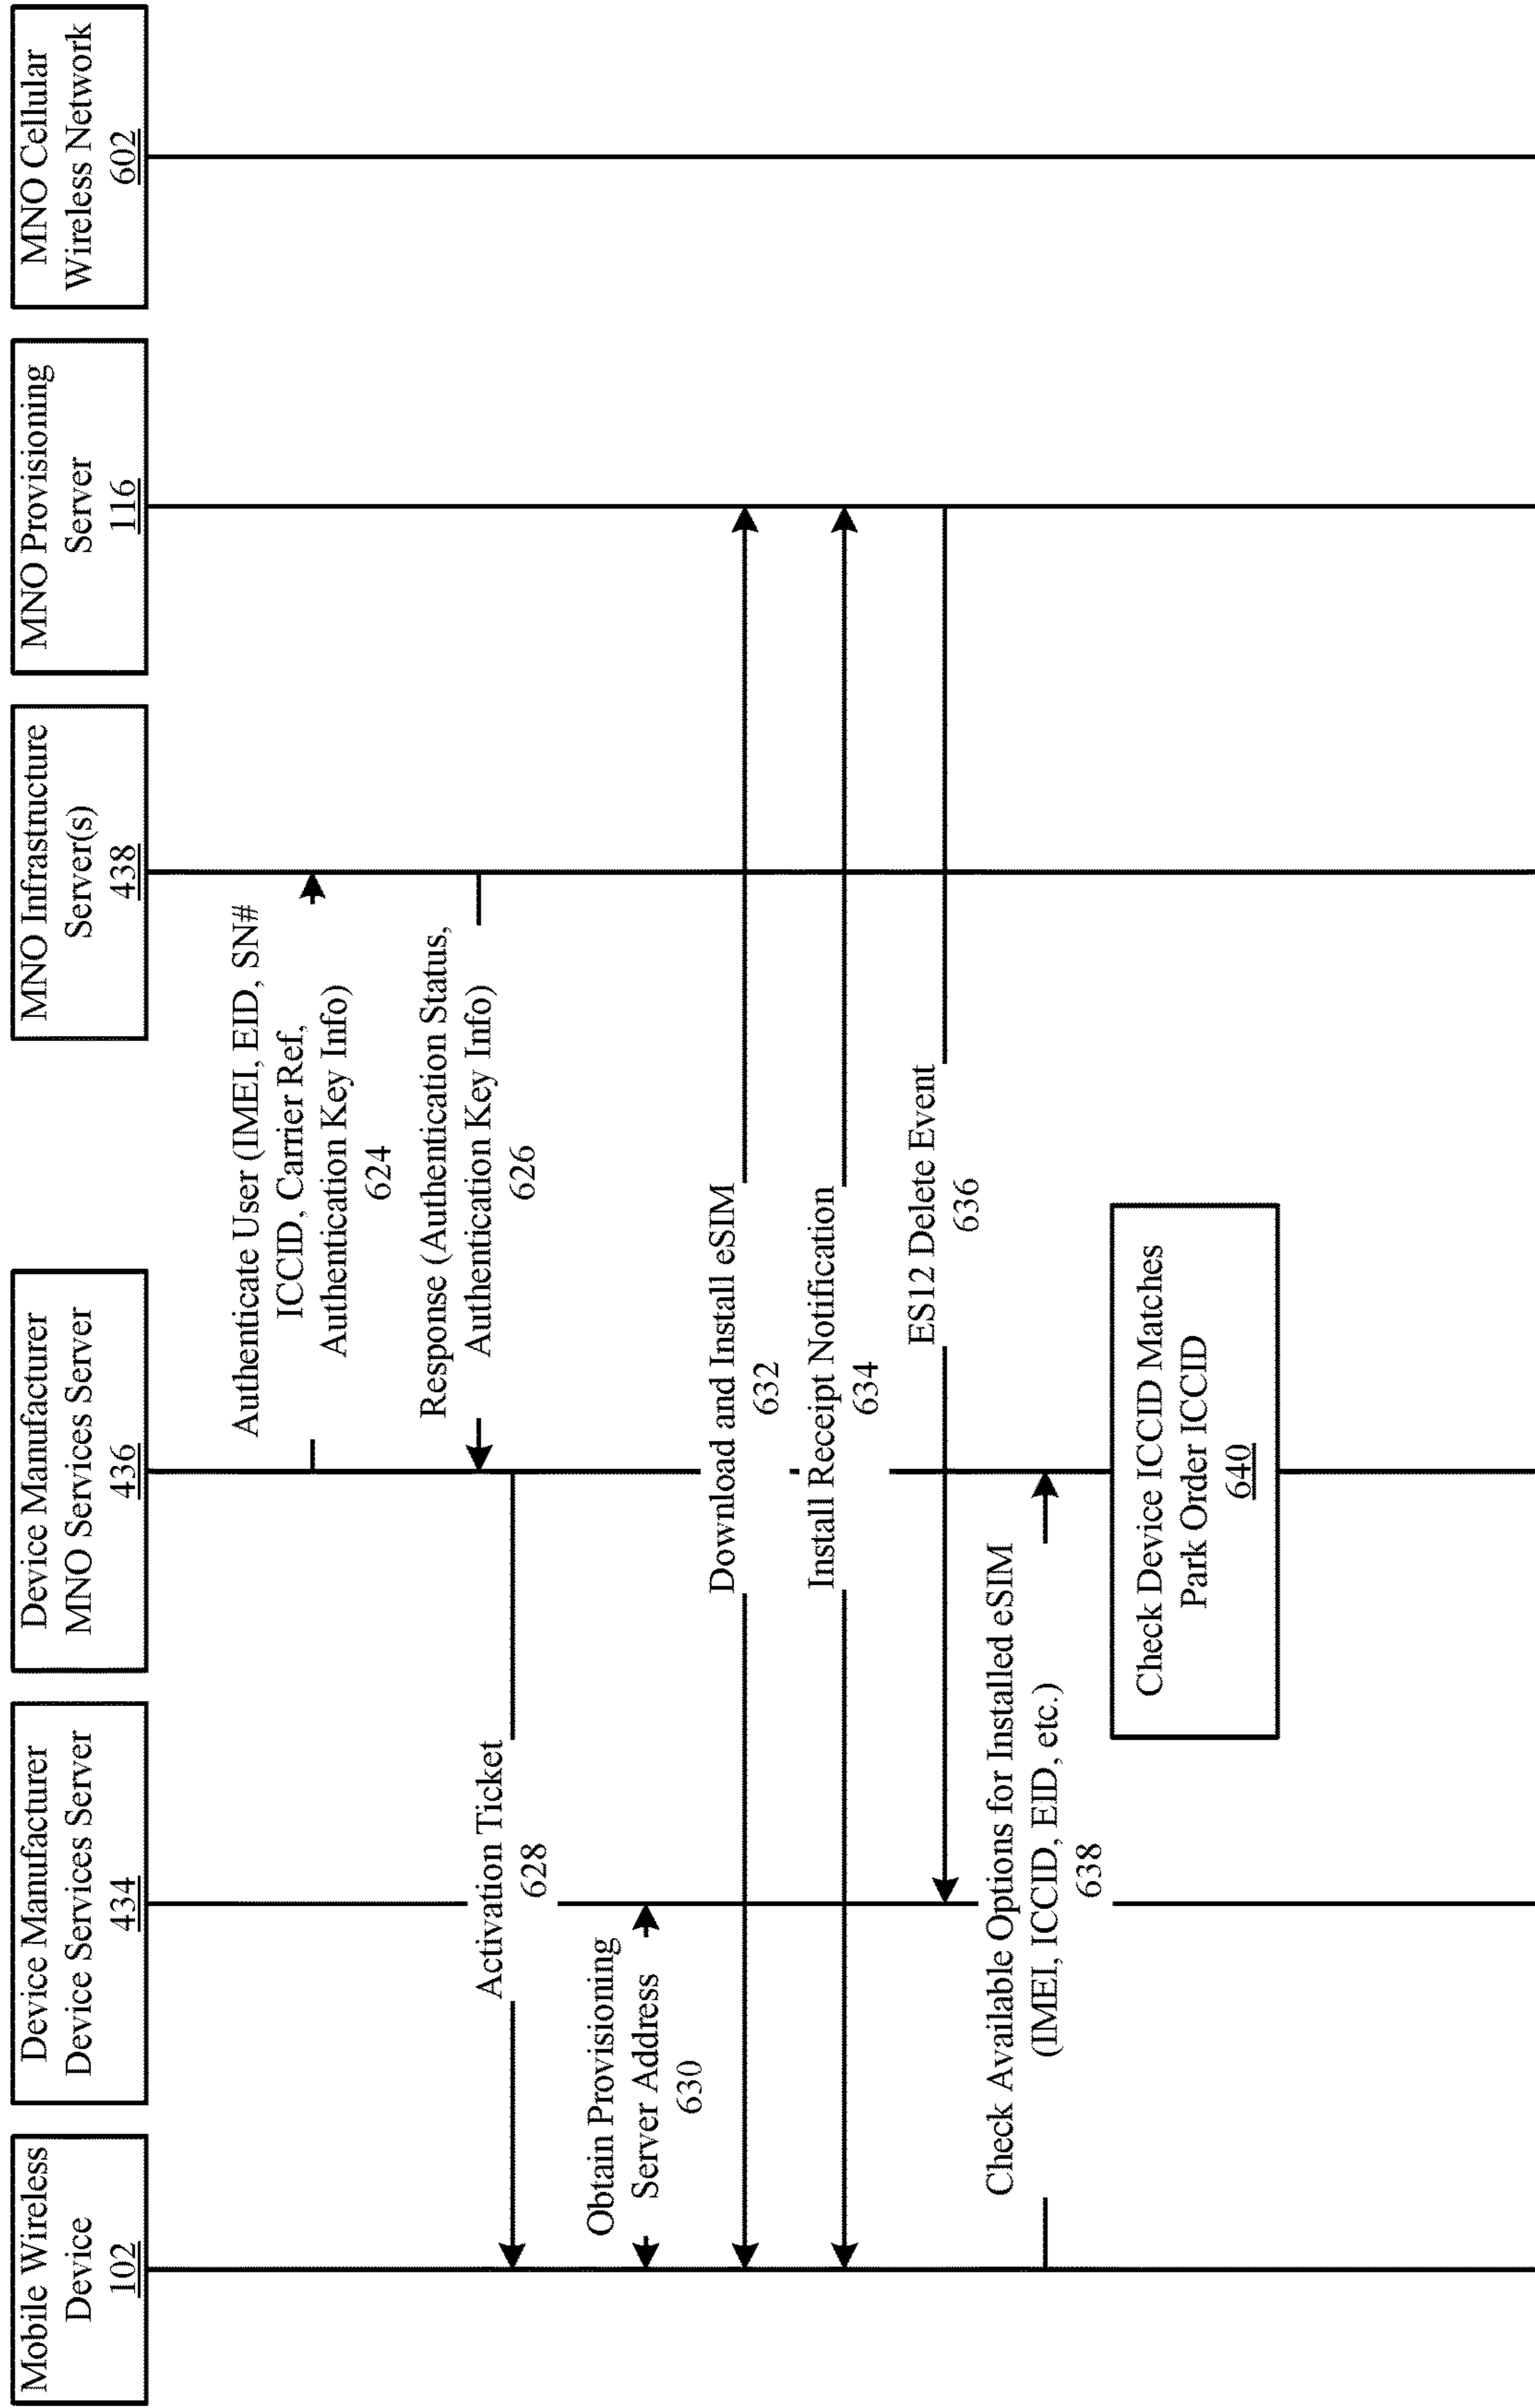 Mobile Wireless
Device
102
Device Manufacturer
Device Services Server
434
Device Manufacturer
MNO Services Server
436
MNO Infrastructure
Server(s)
438
MNO Provisioning
Server
116
MNO Cellular
Wireless Network
602
Authenticate User (IMEI, EID, SN#
ICCID, Carrier Ref,
Authentication Key Info)
624
Response (Authentication Status,
Authentication Key Info)
626
Activation Ticket
628
Obtain Provisioning
Server Address
630
Download and Install eSIM
632
Install Receipt Notification
634
ES12 Delete Event
636
Check Available Options for Installed eSIM
(IMEI, ICCID, EID, etc.)
638
Check Device ICCID Matches
Park Order ICCID
640